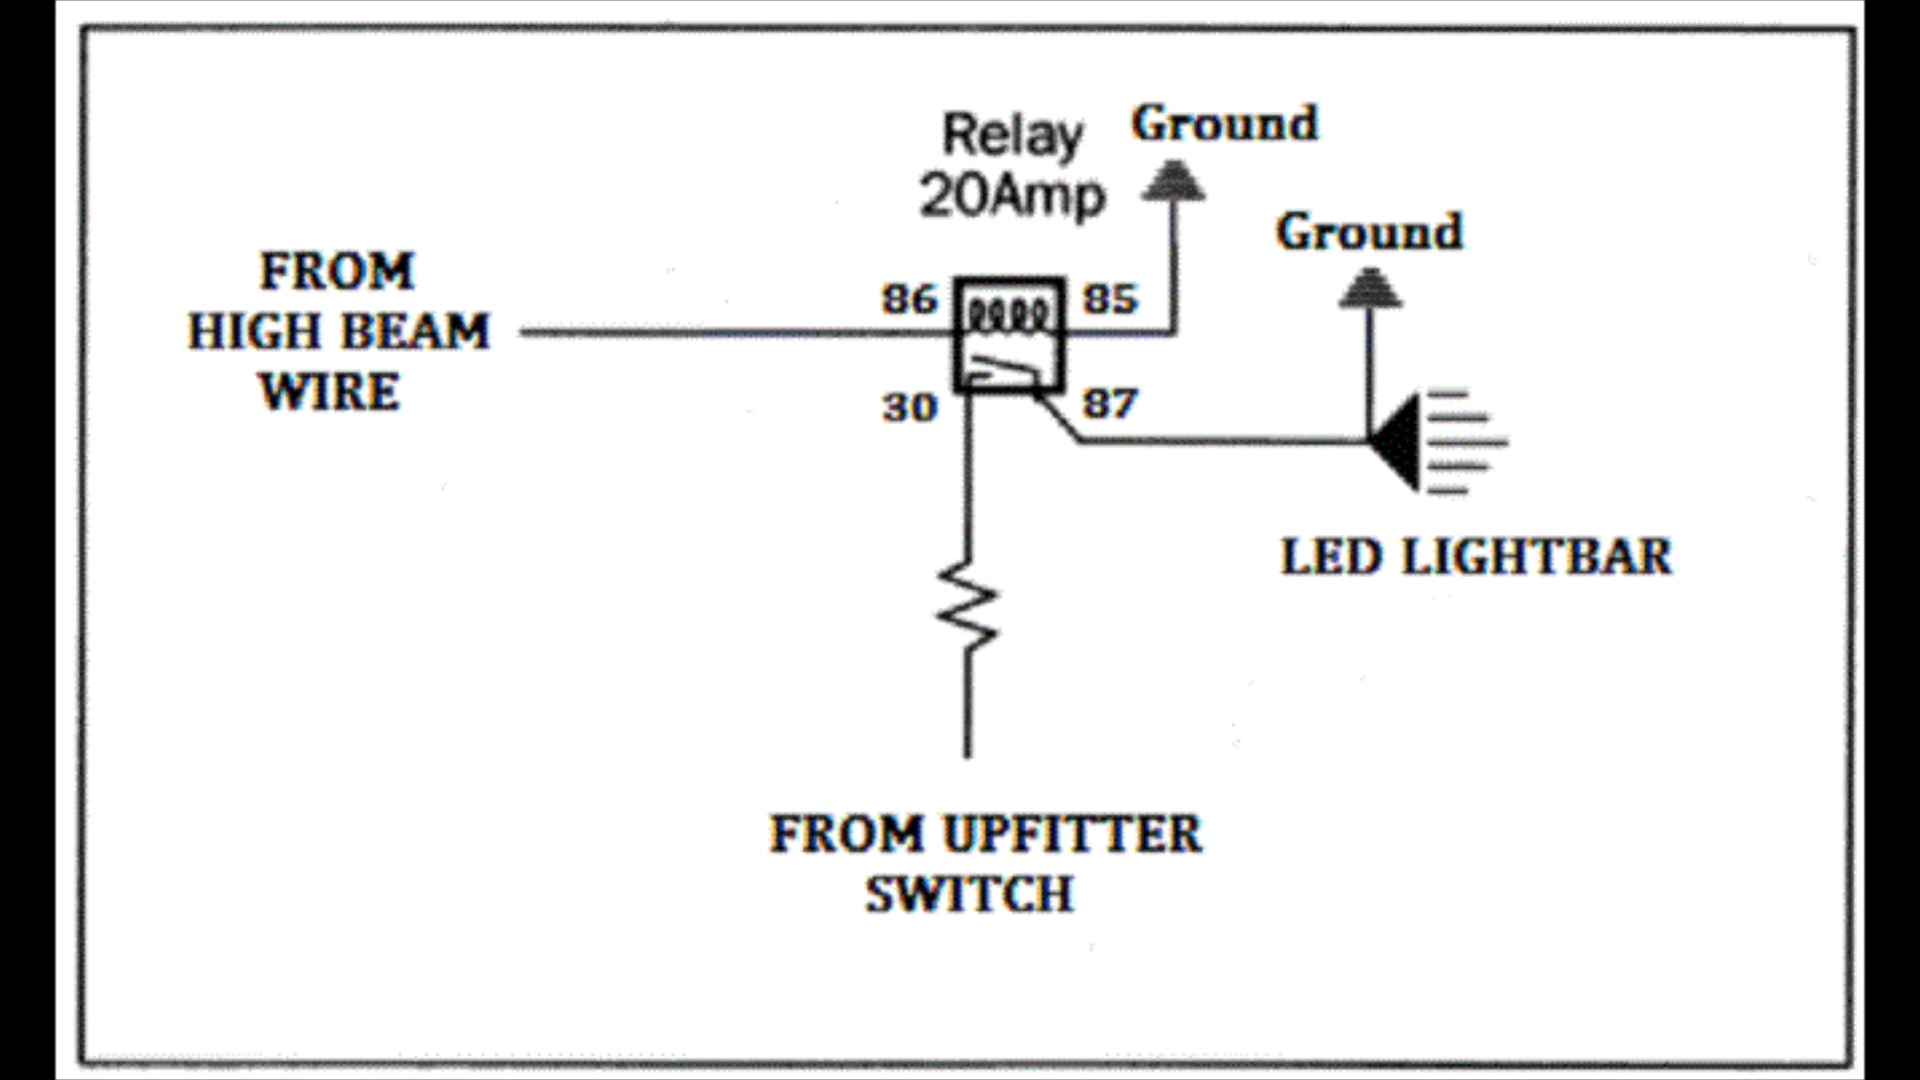 Relay
20Amp
Ground
Ground
FROM
HIGH BEAM
WIRE
86
85
30
87
LED LIGHTBAR
FROM UPFITTER
SWITCH